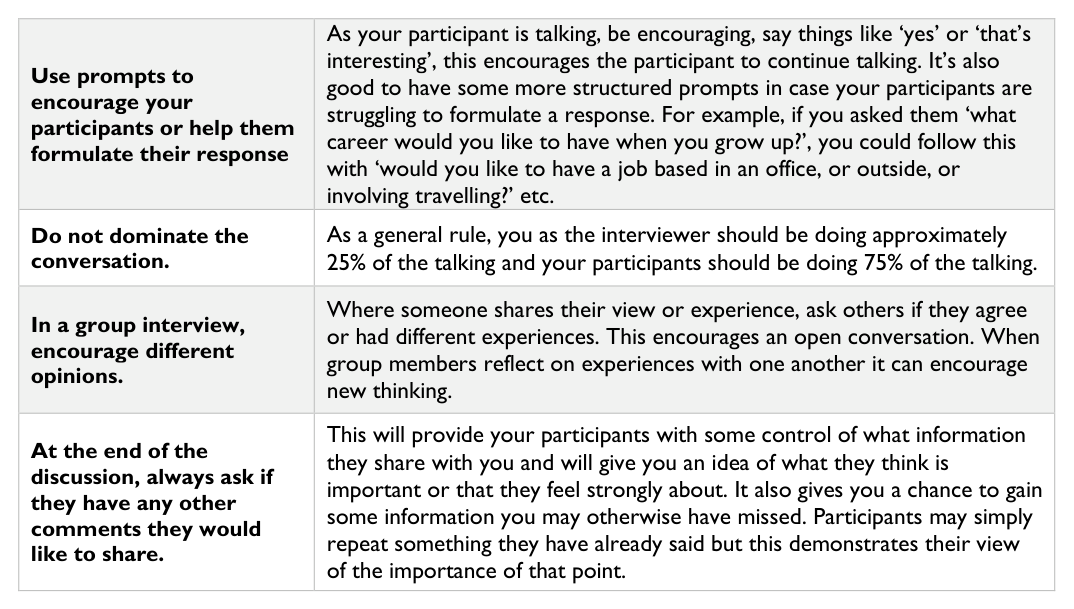 Use prompts to
encourage your
participants or help them
formulate their response
As your participant is talking, be encouraging, say things like ‘yes’ or ‘that’s
interesting’, this encourages the participant to continue talking. It’s also
good to have some more structured prompts in case your participants are
struggling to formulate a response. For example, if you asked them ‘what
career would you like to have when you grow up?’, you could follow this
with ‘would you like to have a job based in an office, or outside, or
involving travelling?’ etc.
Do not dominate the
conversation.
As a general rule, you as the interviewer should be doing approximately
25% of the talking and your participants should be doing 75% of the talking.
In a group interview,
encourage different
opinions.
Where someone shares their view or experience, ask others if they agree
or had different experiences. This encourages an open conversation. When
group members reflect on experiences with one another it can encourage
new thinking.
At the end of the
discussion, always ask if
they have any other
comments they would
like to share.
This will provide your participants with some control of what information
they share with you and will give you an idea of what they think is
important or that they feel strongly about. It also gives you a chance to gain
some information you may otherwise have missed. Participants may simply
repeat something they have already said but this demonstrates their view
of the importance of that point.